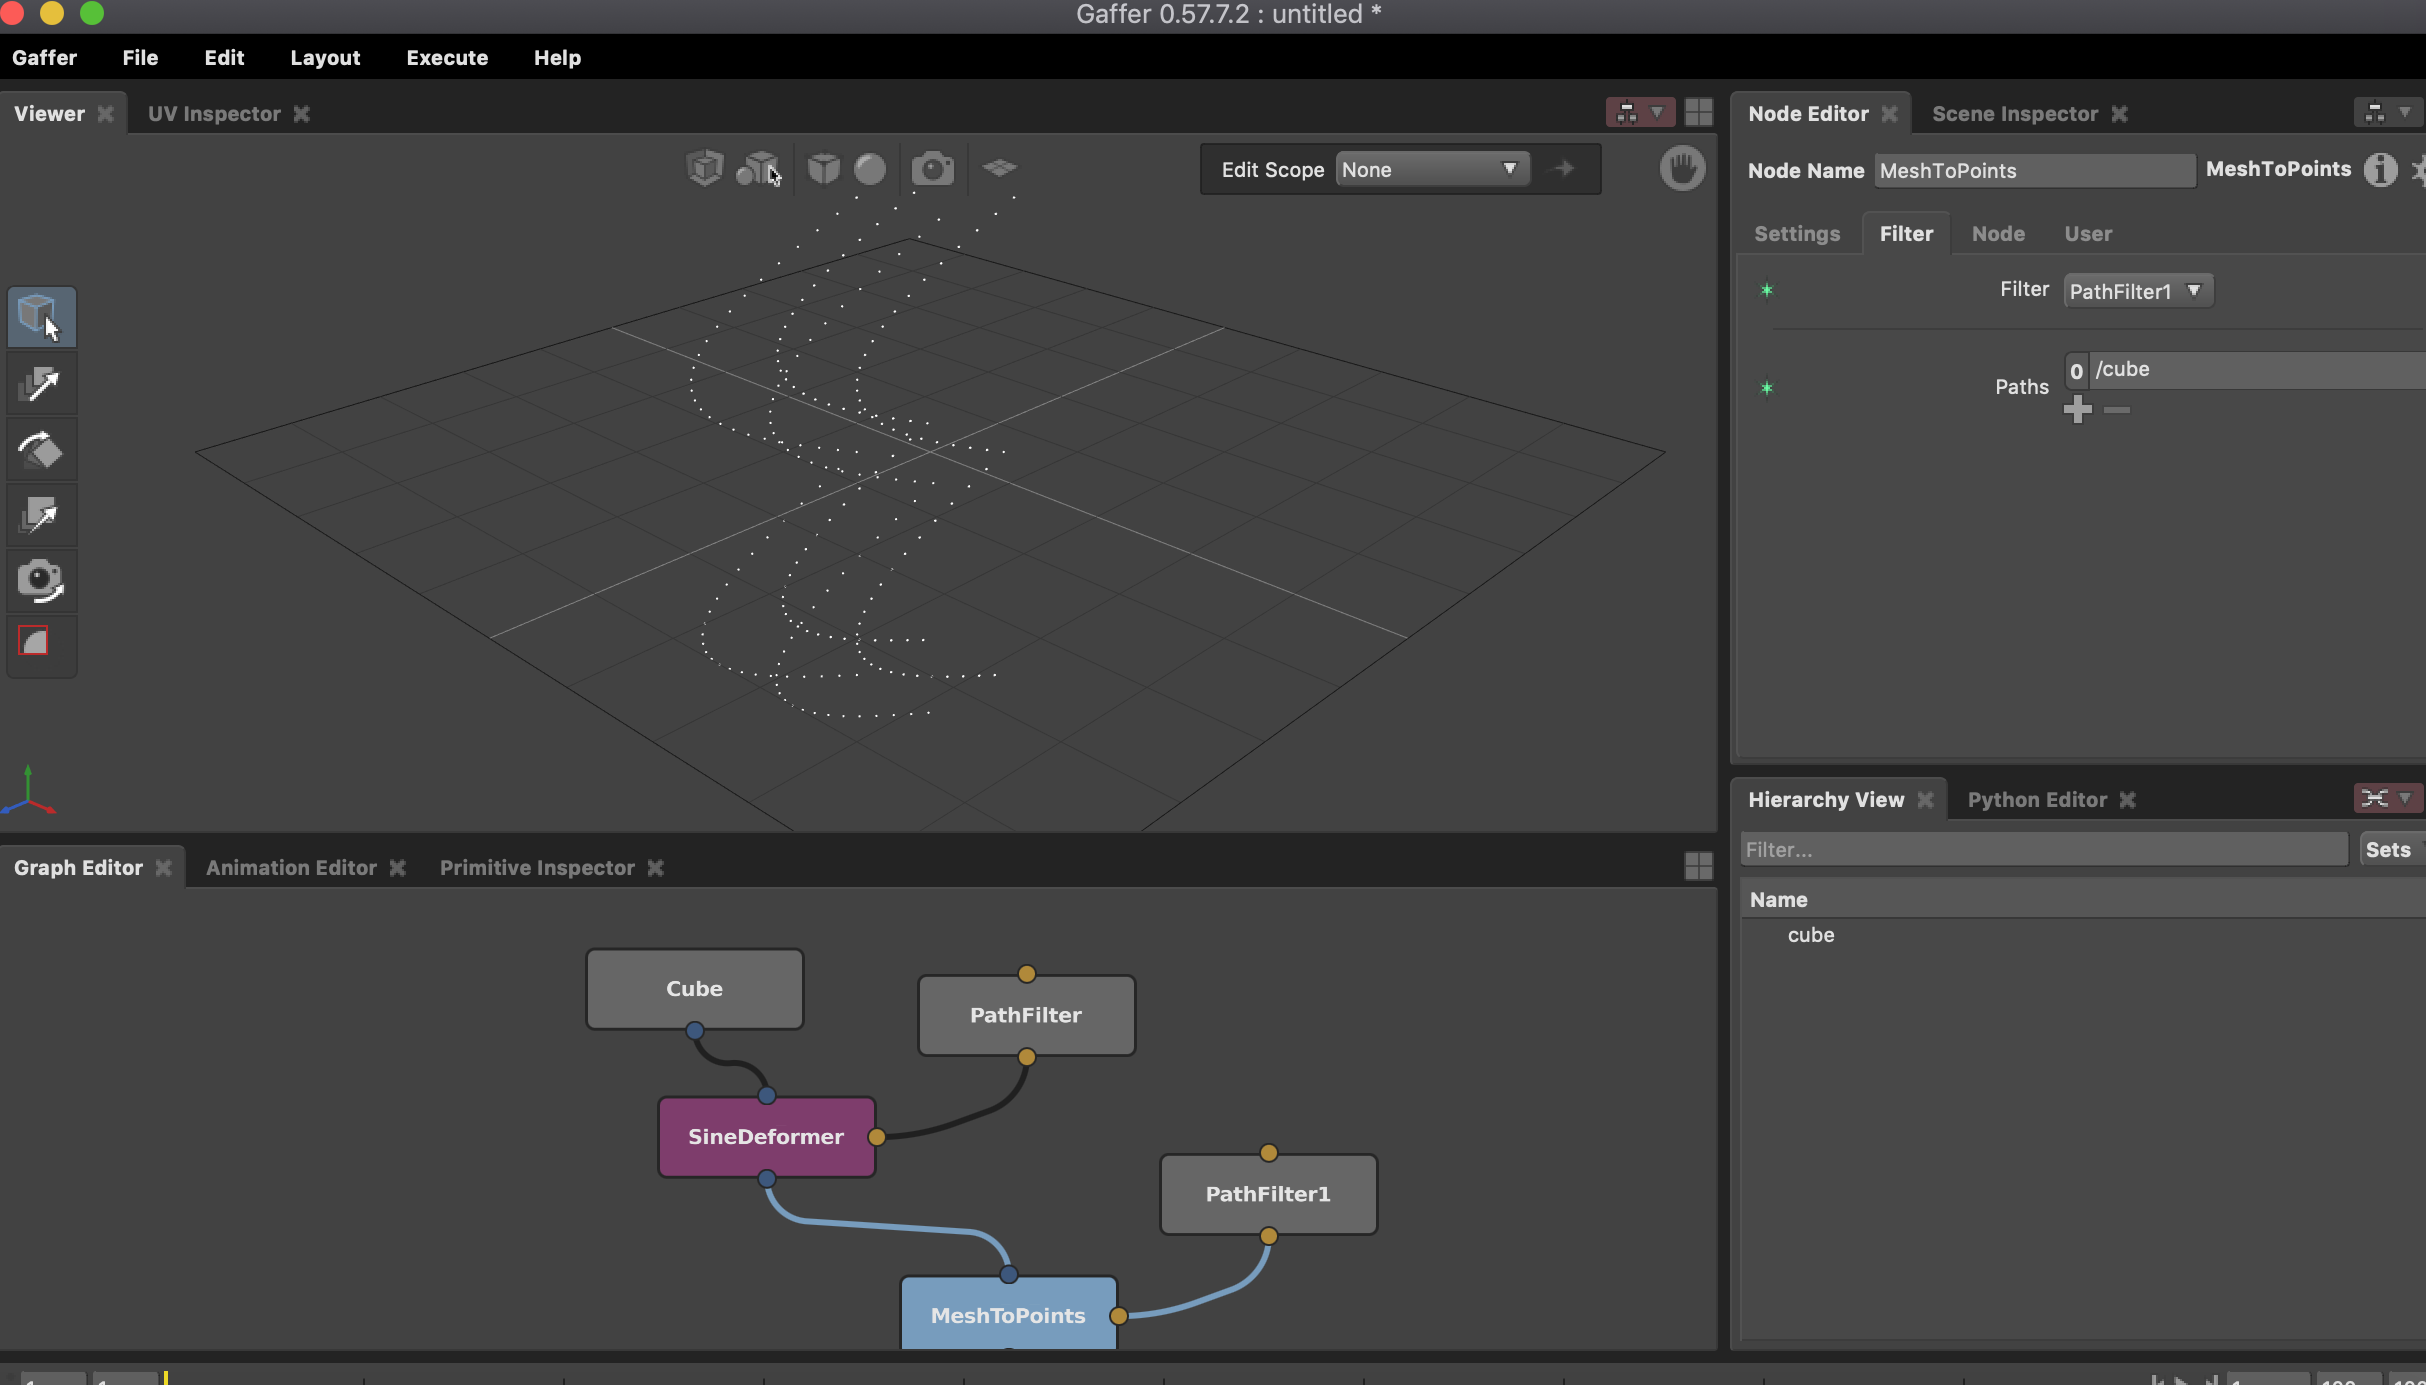 Gaffer 0.57.7.2 : untitled *
Gaffer File Edit Layout Execute Help
Viewer UV Inspector
Edit Scope None
Node Editor Scene Inspector
Node Name MeshToPoints MeshToPoints
Settings Filter Node User
Filter PathFilter1
Paths 0 /cube
Hierarchy View Python Editor
Filter... Sets
Name
cube
Graph Editor Animation Editor Primitive Inspector
Cube
PathFilter
SineDeformer
PathFilter1
MeshToPoints